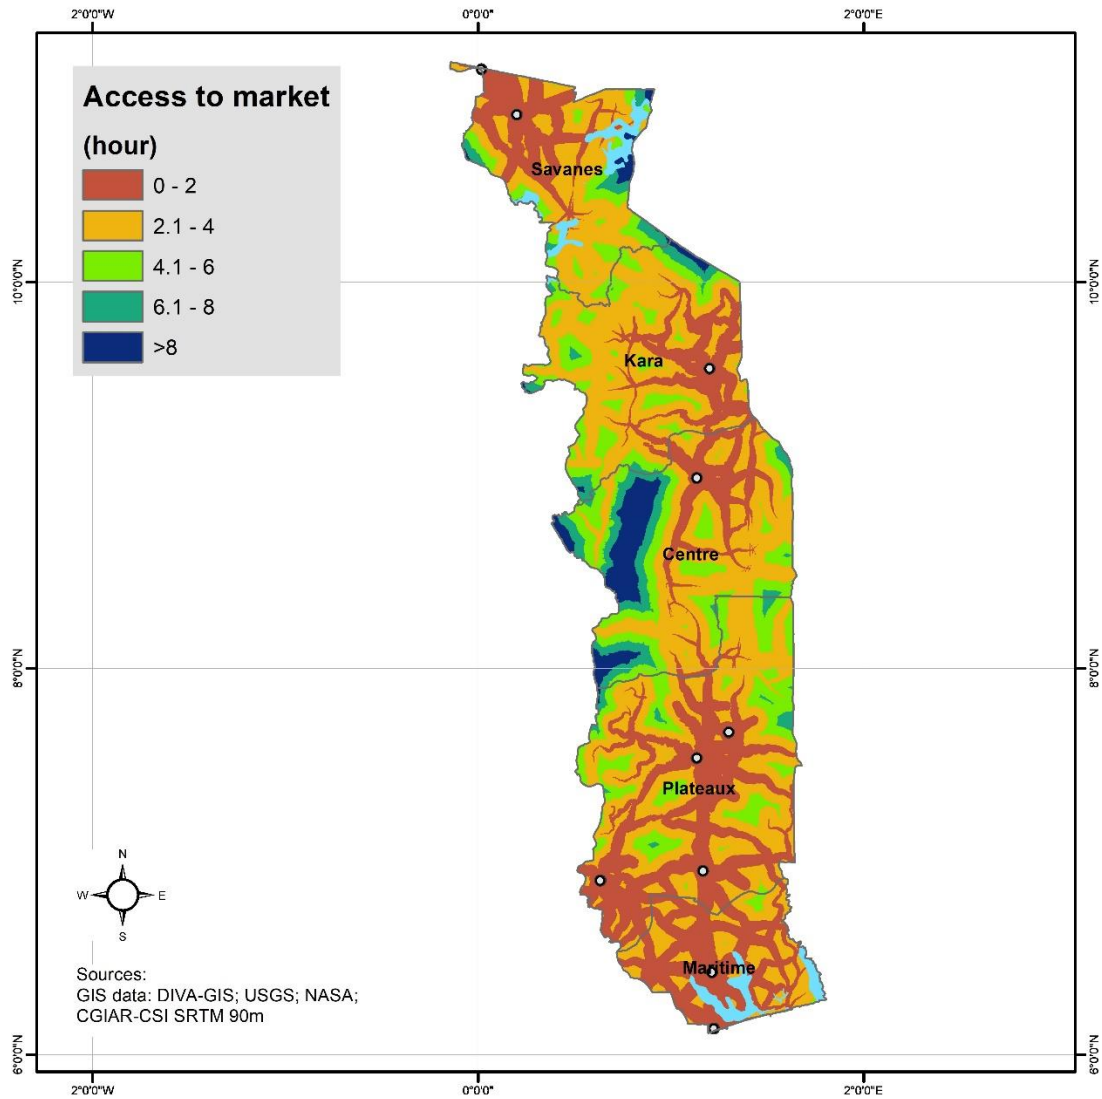 2°0'0"W 0°0'0" 2°0'0"E
Access to market
(hour)
0 - 2
2.1 - 4
4.1 - 6
6.1 - 8
>8
Savanes
10°0'0"N 10°0'0"N
Kara
Centre
8°0'0"N 8°0'0"N
Plateaux
N
W E
S
Maritime
Sources:
GIS data: DIVA-GIS; USGS; NASA;
CGIAR-CSI SRTM 90m
6°0'0"N 6°0'0"N
2°0'0"W 0°0'0" 2°0'0"E